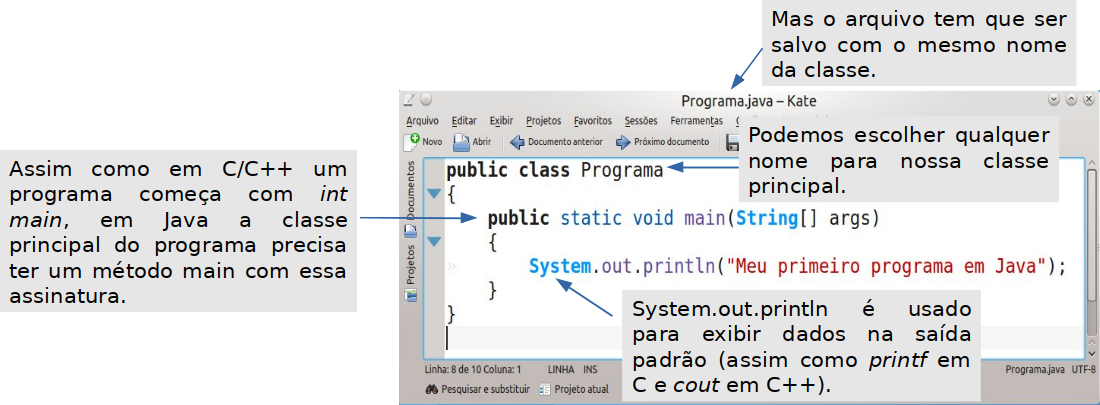 Mas o arquivo tem que ser
salvo com o mesmo nome
da classe.
Programa.java – Kate
Arquivo Editar Exibir Projetos Favoritos Sessões Ferramentas
Novo Abrir Documento anterior Próximo documento
Podemos escolher qualquer
nome para nossa classe
principal.
Assim como em C/C++ um
programa começa com int
main, em Java a classe
principal do programa precisa
ter um método main com essa
assinatura.
Documentos
Projetos
public class Programa
{
public static void main(String[] args)
{
System.out.println("Meu primeiro programa em Java");
}
}
System.out.println é usado
para exibir dados na saída
padrão (assim como printf em
C e cout em C++).
Linha: 8 de 10 Coluna: 1 LINHA INS Programa.java UTF-8
Pesquisar e substituir Projeto atual